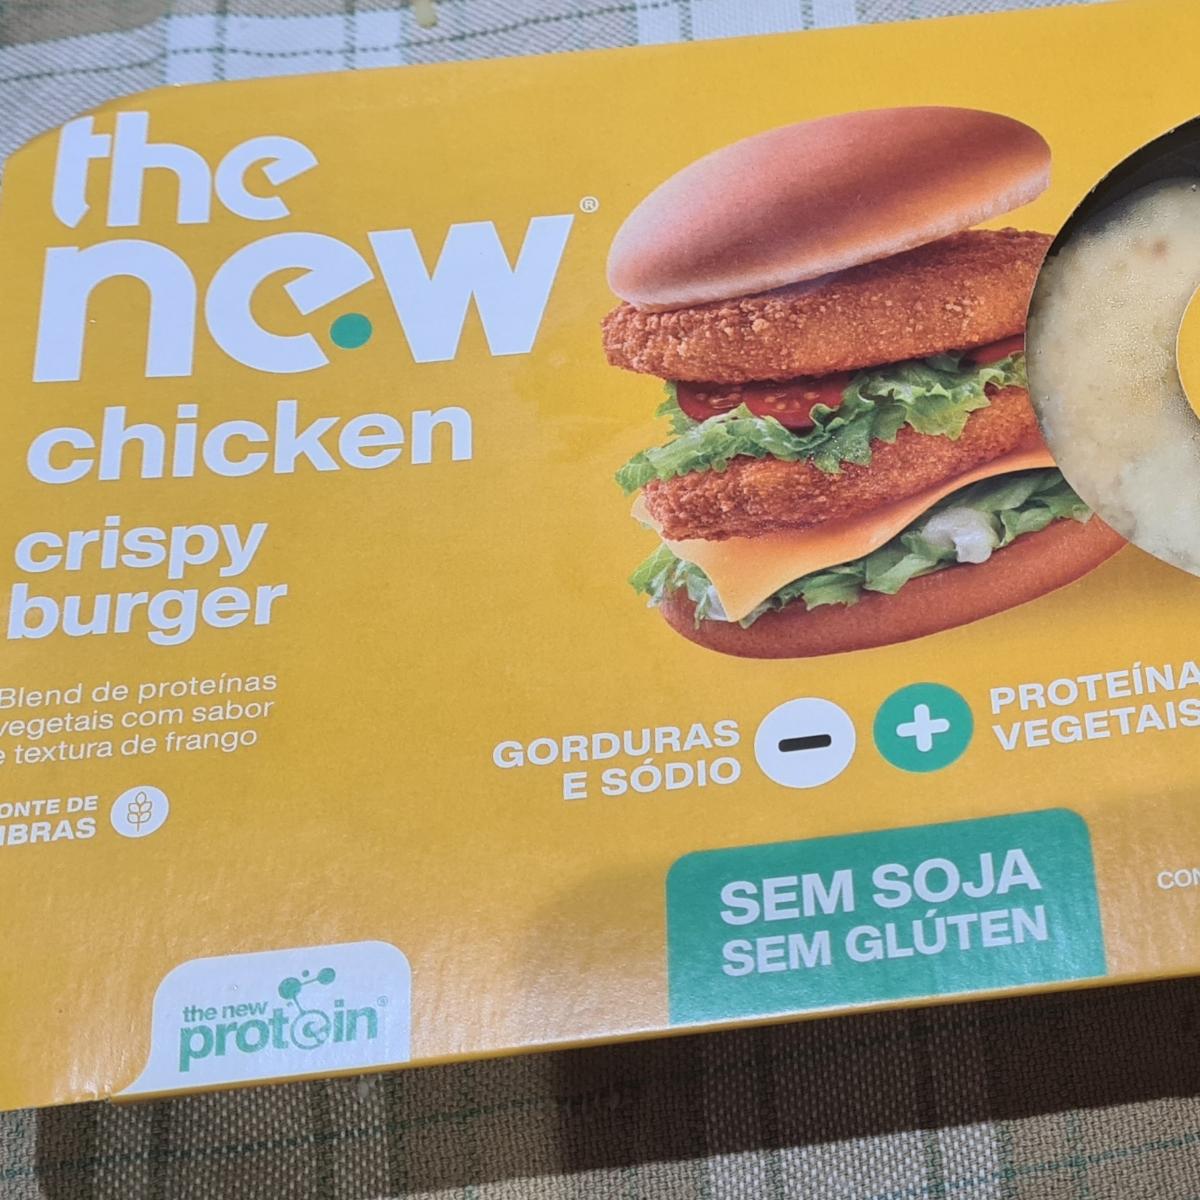 the
new®
chicken
crispy
burger
Blend de proteínas
vegetais com sabor
e textura de frango
ONTE DE
IBRAS
GORDURAS
E SÓDIO
PROTEÍNA
VEGETAIS
SEM SOJA
SEM GLÚTEN
CON
the new
protein®